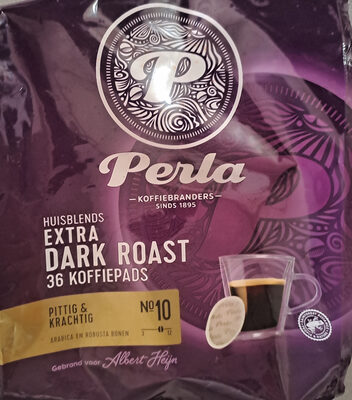 P
Perla
KOFFIEBRANDERS
SINDS 1895
HUISBLENDS
EXTRA
DARK ROAST
36 KOFFIEPADS
PITTIG &
KRACHTIG
No10
ARABICA EN ROBUSTA BONEN
Gebrand voor Albert Heijn